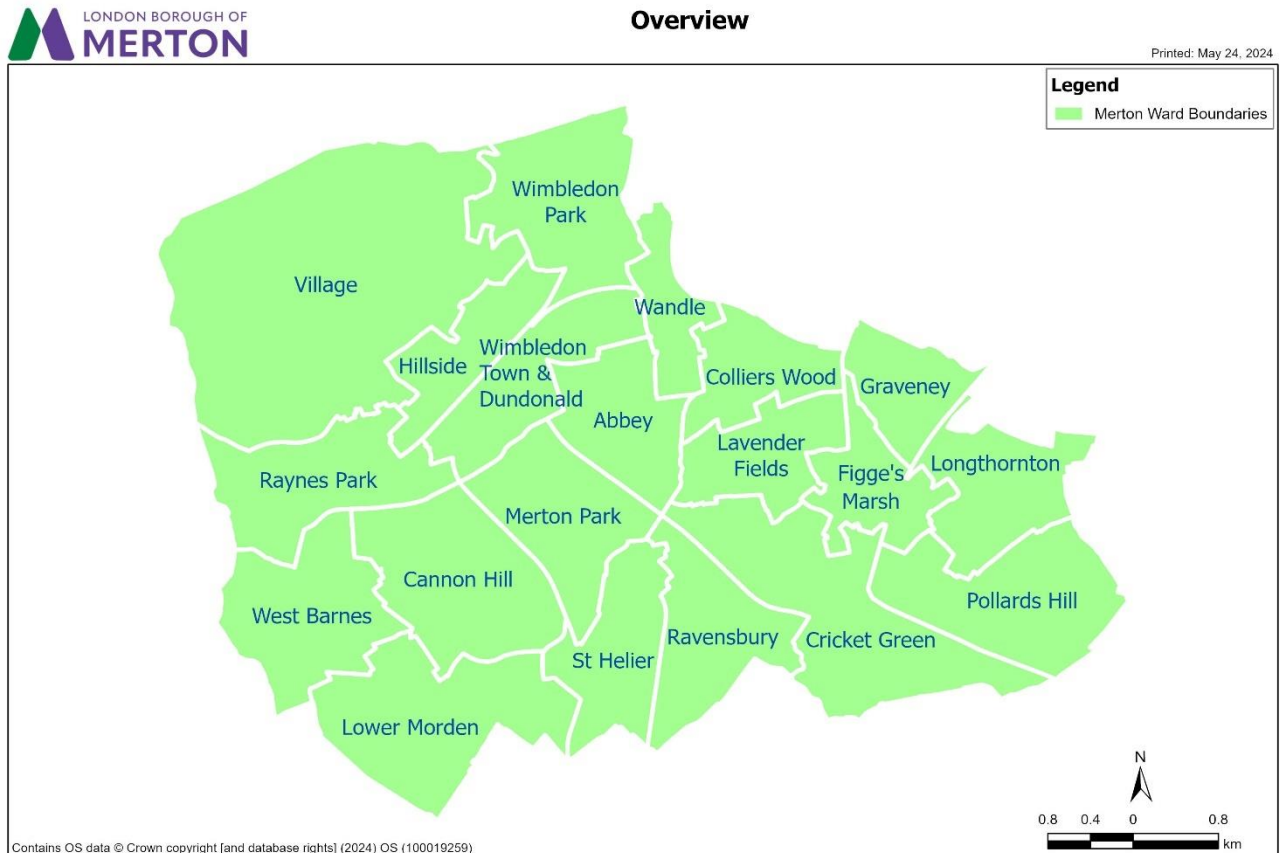 LONDON BOROUGH OF
MERTON
Overview
Printed: May 24, 2024
Legend
Merton Ward Boundaries
Wimbledon
Park
Village
Wandle
Hillside
Wimbledon
Town &
Dundonald
Colliers Wood
Graveney
Abbey
Lavender
Fields
Longthornton
Figge's
Marsh
Raynes Park
Merton Park
Cannon Hill
Pollards Hill
West Barnes
Ravensbury
Cricket Green
St Helier
Lower Morden
N
0.8 0.4 0 0.8
km
Contains OS data © Crown copyright [and database rights] (2024) OS (100019259)